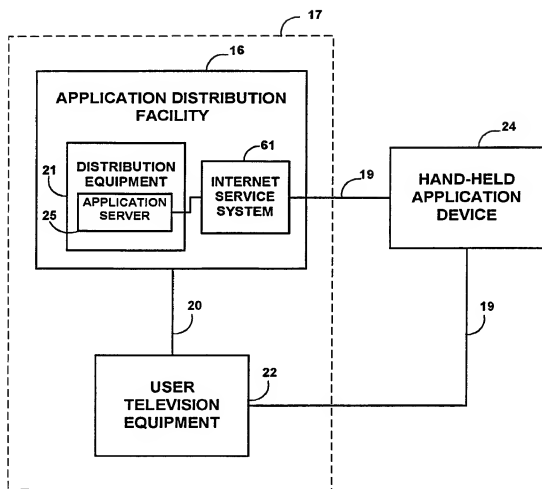 17
16
APPLICATION DISTRIBUTION
FACILITY
24
61
21
DISTRIBUTION
EQUIPMENT
APPLICATION
SERVER
25
INTERNET
SERVICE
SYSTEM
19
HAND-HELD
APPLICATION
DEVICE
20
19
22
USER
TELEVISION
EQUIPMENT